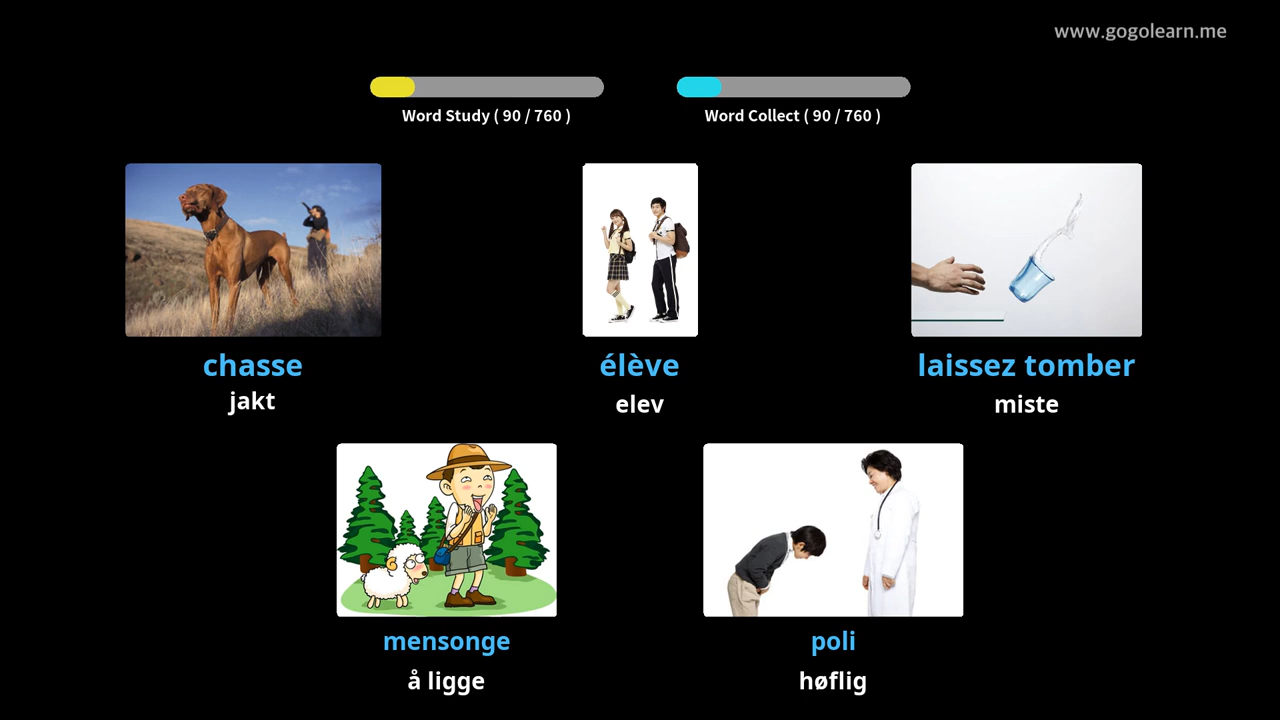 www.gogolearn.me
Word Study ( 90 / 760 )
Word Collect ( 90 / 760 )
chasse
jakt
élève
elev
laissez tomber
miste
mensonge
å ligge
poli
høflig